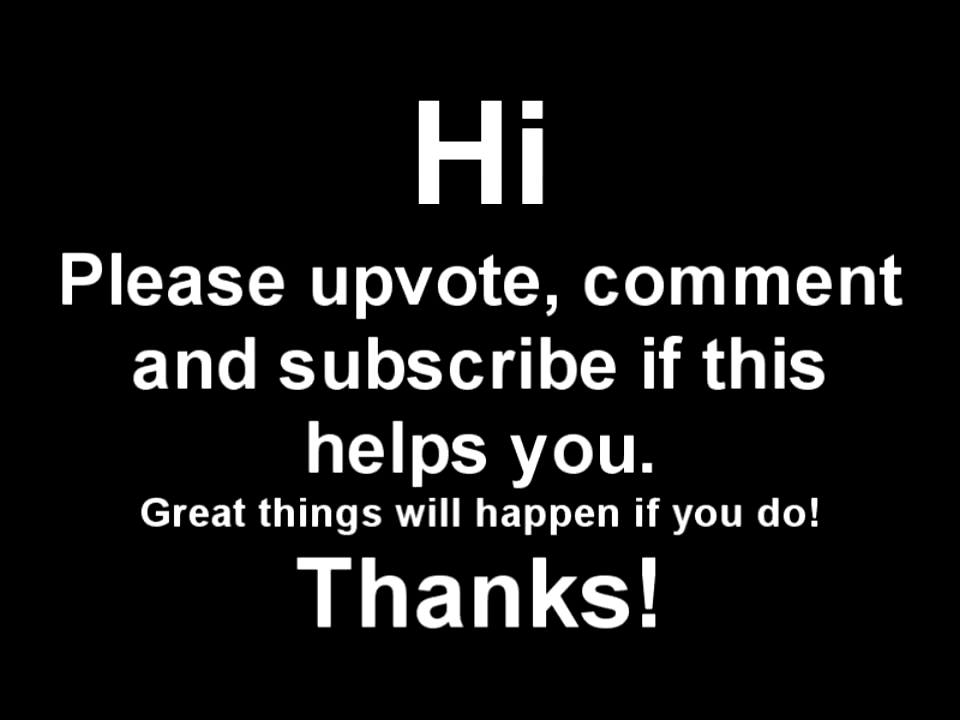 Hi
Please upvote, comment
and subscribe if this
helps you.
Great things will happen if you do!
Thanks!